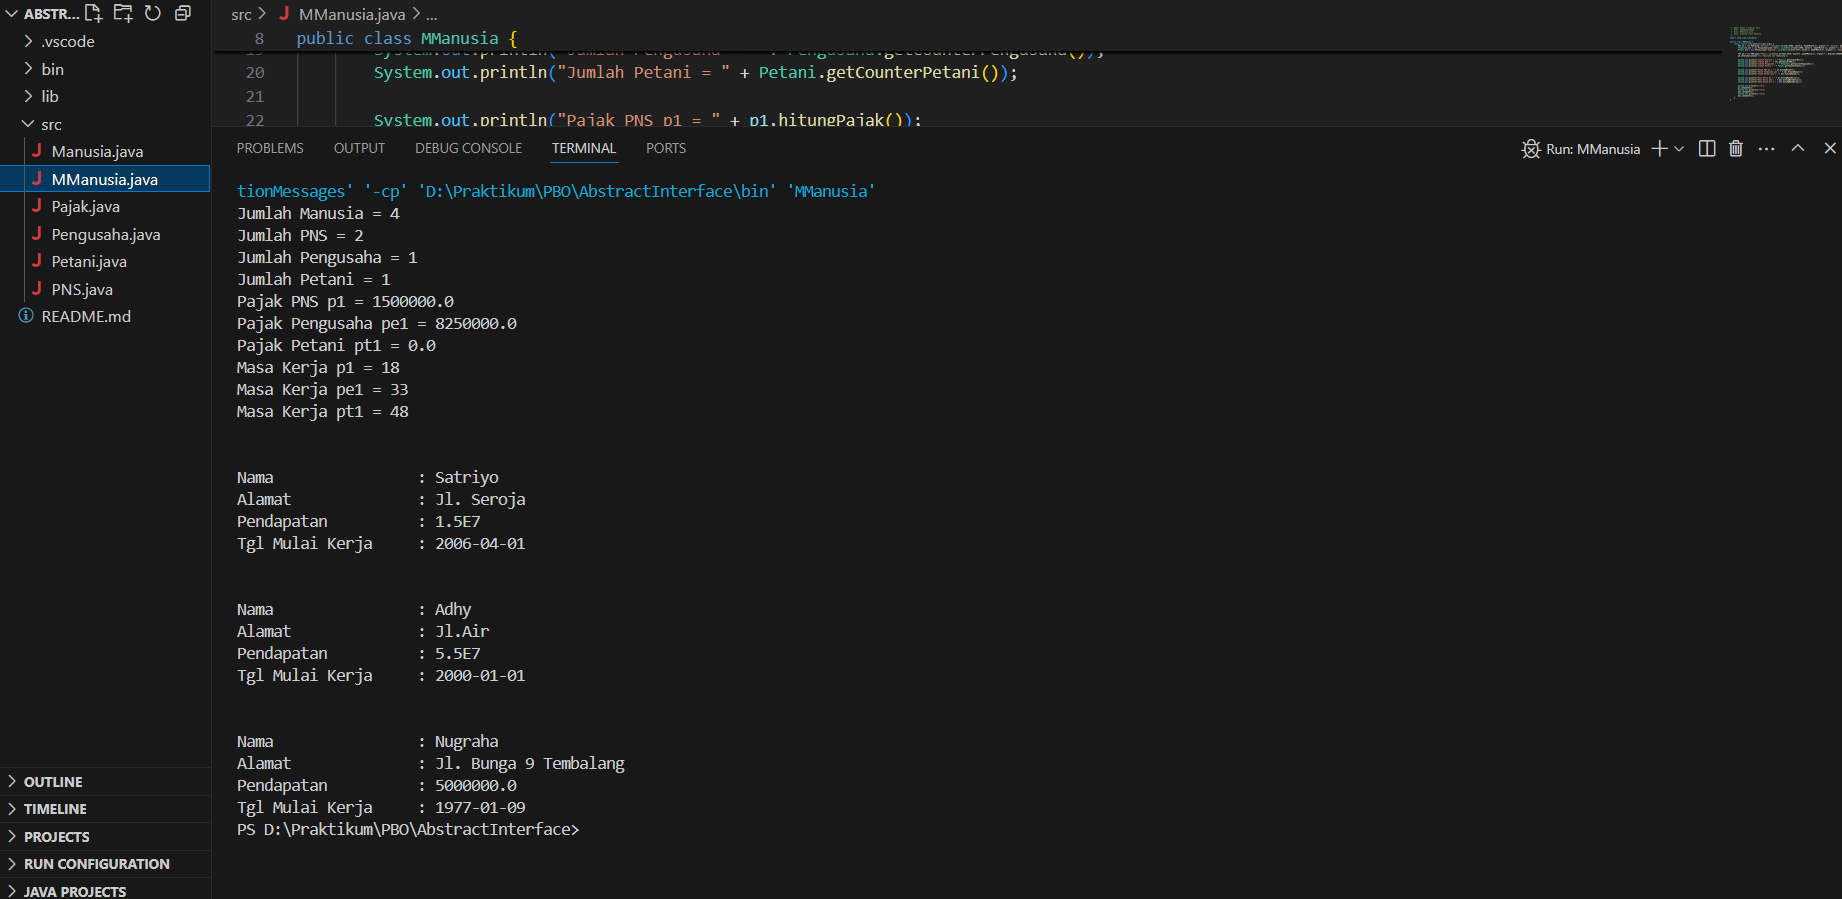 ABSTR...
.vscode
bin
lib
src
Manusia.java
MManusia.java
Pajak.java
Pengusaha.java
Petani.java
PNS.java
README.md
OUTLINE
TIMELINE
PROJECTS
RUN CONFIGURATION
JAVA PROJECTS
src > MManusia.java > ...
8 public class MManusia {
19 System.out.println("Jumlah Pengusaha = " + Pengusaha.getCounterPengusaha());
20 System.out.println("Jumlah Petani = " + Petani.getCounterPetani());
21
22 System.out.println("Pajak PNS p1 = " + p1.hitungPajak());
PROBLEMS OUTPUT DEBUG CONSOLE TERMINAL PORTS Run: MManusia
tionMessages' '-cp' 'D:\Praktikum\PBO\AbstractInterface\bin' 'MManusia'
Jumlah Manusia = 4
Jumlah PNS = 2
Jumlah Pengusaha = 1
Jumlah Petani = 1
Pajak PNS p1 = 1500000.0
Pajak Pengusaha pe1 = 8250000.0
Pajak Petani pt1 = 0.0
Masa Kerja p1 = 18
Masa Kerja pe1 = 33
Masa Kerja pt1 = 48
Nama : Satriyo
Alamat : Jl. Seroja
Pendapatan : 1.5E7
Tgl Mulai Kerja : 2006-04-01
Nama : Adhy
Alamat : Jl.Air
Pendapatan : 5.5E7
Tgl Mulai Kerja : 2000-01-01
Nama : Nugraha
Alamat : Jl. Bunga 9 Tembalang
Pendapatan : 5000000.0
Tgl Mulai Kerja : 1977-01-09
PS D:\Praktikum\PBO\AbstractInterface>